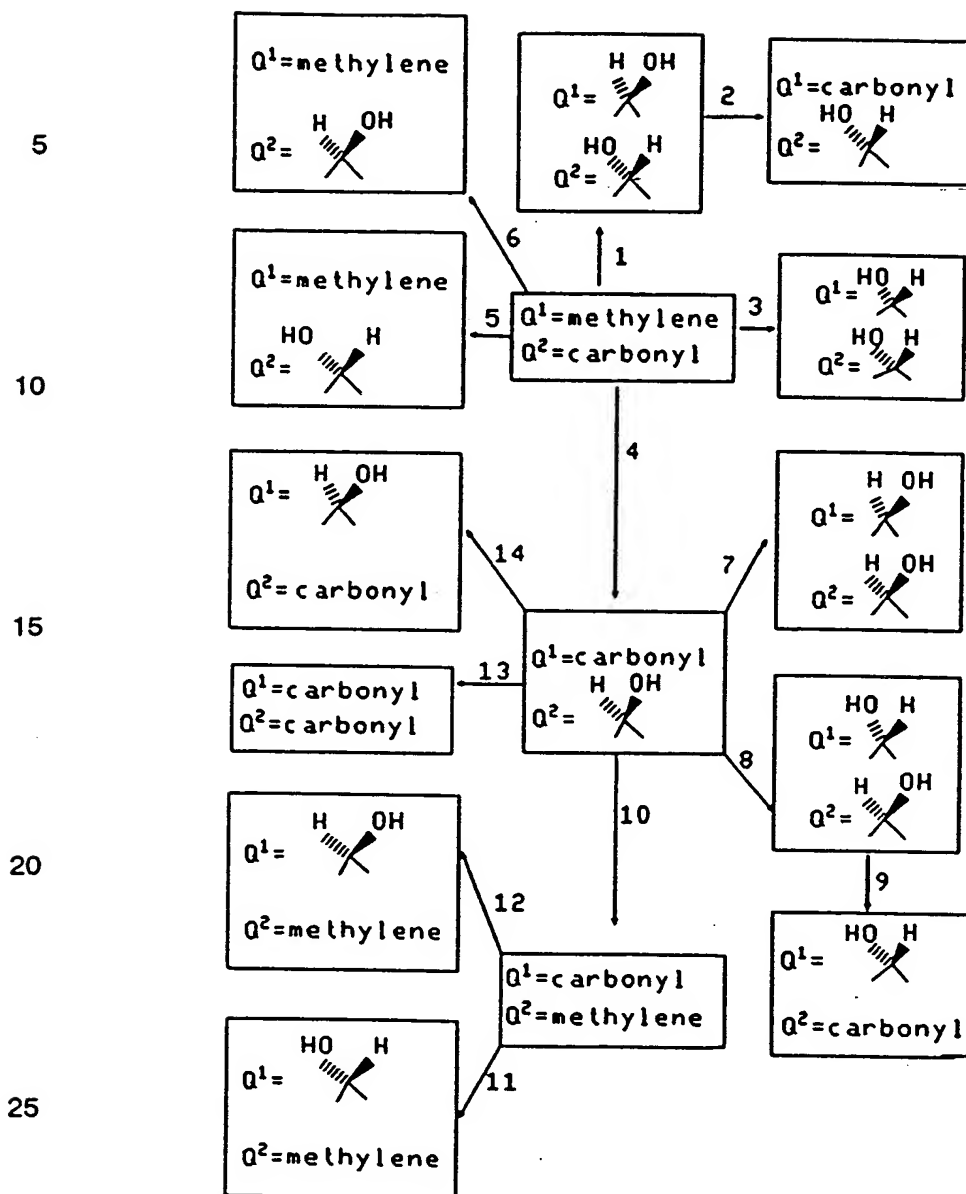 Q¹=methylene
H OH
Q²=
H OH
Q¹=
HO H
Q²=
2
Q¹=carbonyl
HO H
Q²=
5
6
1
Q¹=methylene
HO H
Q²=
5
Q¹=methylene
Q²=carbonyl
3
HO H
Q¹=
HO H
Q²=
10
4
H OH
Q¹=
Q²=carbonyl
14
7
H OH
Q¹=
H OH
Q²=
15
Q¹=carbonyl
Q²=carbonyl
13
Q¹=carbonyl
H OH
Q²=
8
HO H
Q¹=
H OH
Q²=
10
9
20
H OH
Q¹=
Q²=methylene
12
Q¹=carbonyl
Q²=methylene
HO H
Q¹=
Q²=carbonyl
11
25
HO H
Q¹=
Q²=methylene